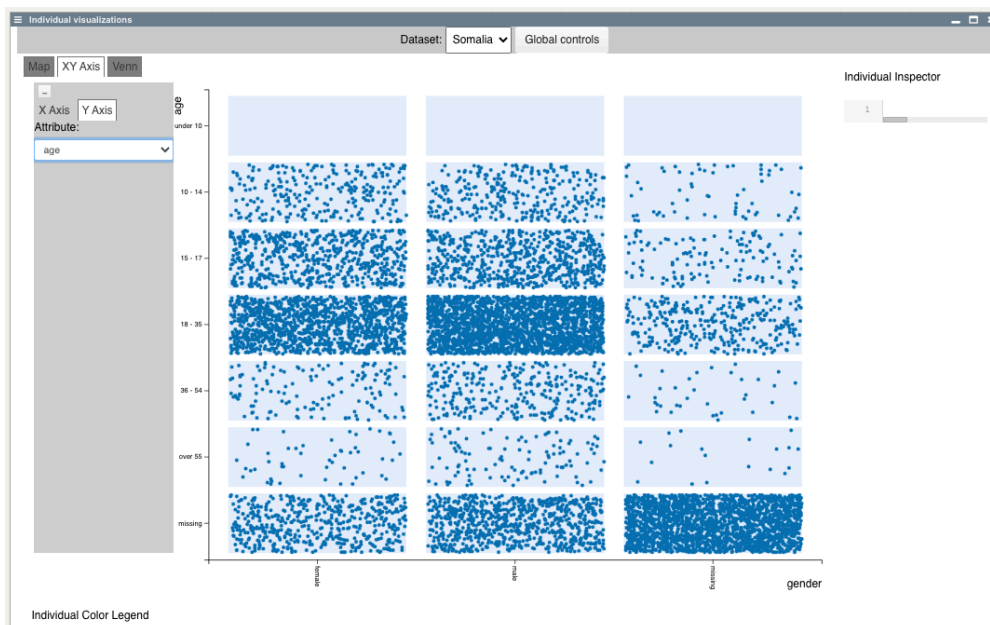 Individual visualizations
Dataset: Somalia Global controls
Map XY Axis Venn
X Axis Y Axis
Attribute:
age
age
under 10
10 - 14
15 - 17
18 - 35
36 - 54
over 55
missing
female
male
missing
gender
Individual Inspector
1
Individual Color Legend